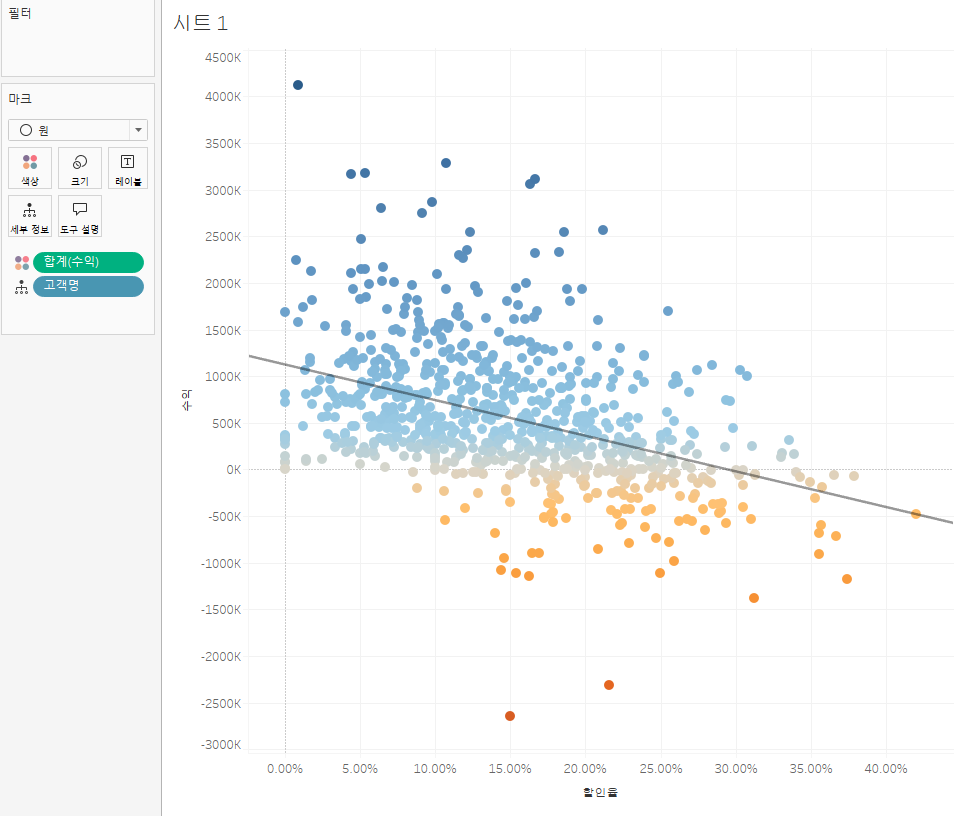 필터
마크
원
색상
크기
레이블
세부 정보
도구 설명
합계(수익)
고객명
시트 1
수익
4500K
4000K
3500K
3000K
2500K
2000K
1500K
1000K
500K
0K
-500K
-1000K
-1500K
-2000K
-2500K
-3000K
0.00%
5.00%
10.00%
15.00%
20.00%
25.00%
30.00%
35.00%
40.00%
할인율